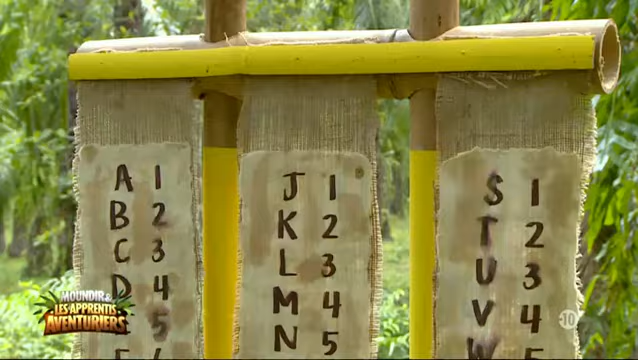 A 1
B 2
C 3
D 4
5
J 1
K 2
L 3
M 4
N 5
S 1
T 2
U 3
V 4
W
MOUNDIR &
LES APPRENTIS
AVENTURIERS
-10